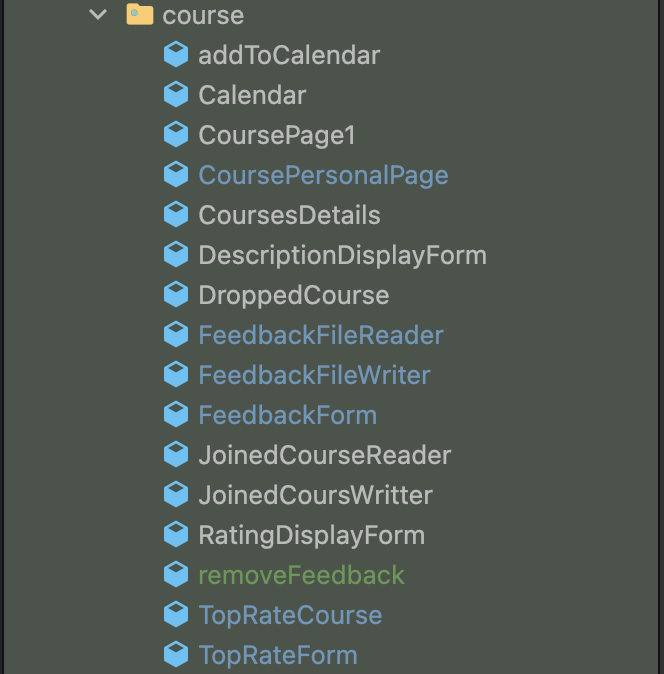 course
addToCalendar
Calendar
CoursePage1
CoursePersonalPage
CoursesDetails
DescriptionDisplayForm
DroppedCourse
FeedbackFileReader
FeedbackFileWriter
FeedbackForm
JoinedCourseReader
JoinedCoursWritter
RatingDisplayForm
removeFeedback
TopRateCourse
TopRateForm